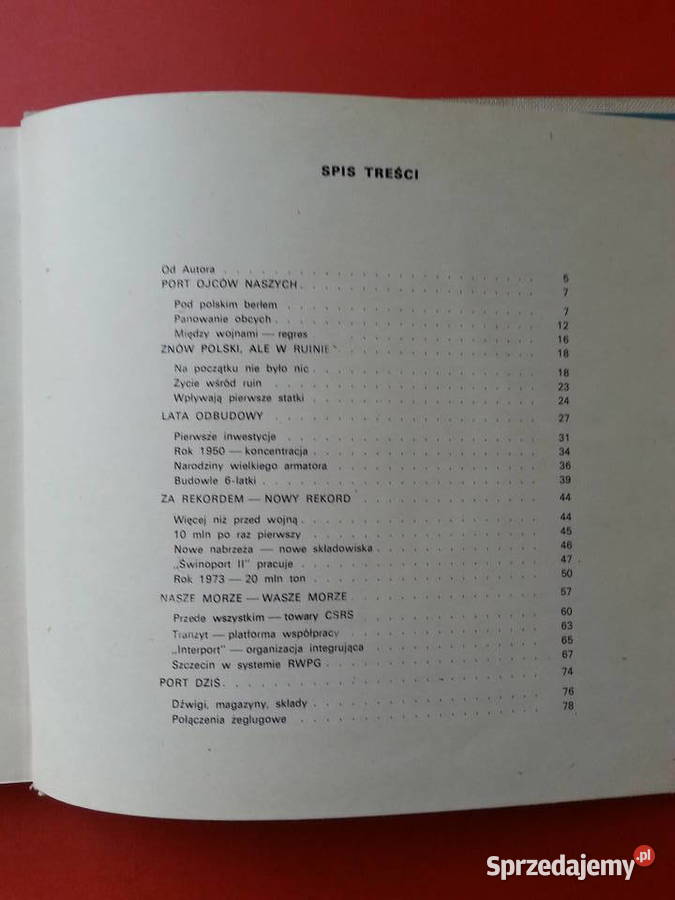 SPIS TREŚCI
Od Autora . . . . . . . . . . 5
PORT OJCÓW NASZYCH . . . . . . . . . . 7
Pod polskim berłem . . . . . . . . . . 7
Panowanie obcych . . . . . . . . . . 12
Między wojnami — regres . . . . . . . . . . 16
ZNÓW POLSKI, ALE W RUINIE . . . . . . . . . . 18
Na początku nie było nic . . . . . . . . . . 18
Życie wśród ruin . . . . . . . . . . 23
Wpływają pierwsze statki . . . . . . . . . . 24
LATA ODBUDOWY . . . . . . . . . . 27
Pierwsze inwestycje . . . . . . . . . . 31
Rok 1950 — koncentracja . . . . . . . . . . 34
Narodziny wielkiego armatora . . . . . . . . . . 36
Budowle 6-latki . . . . . . . . . . 39
ZA REKORDEM — NOWY REKORD . . . . . . . . . . 44
Więcej niż przed wojną . . . . . . . . . . 44
10 mln po raz pierwszy . . . . . . . . . . 45
Nowe nabrzeża — nowe składowiska . . . . . . . . . . 46
„Świnoport II" pracuje . . . . . . . . . . 47
Rok 1973 — 20 mln ton . . . . . . . . . . 50
NASZE MORZE — WASZE MORZE . . . . . . . . . . 57
Przede wszystkim — towary CSRS . . . . . . . . . . 60
Tranzyt — platforma współpracy . . . . . . . . . . 63
„Interport" — organizacja integrująca . . . . . . . . . . 65
Szczecin w systemie RWPG . . . . . . . . . . 67
PORT DZIŚ . . . . . . . . . . 74
Dźwigi, magazyny, składy . . . . . . . . . . 76
Połączenia żeglugowe . . . . . . . . . . 78
Sprzedajemy.pl